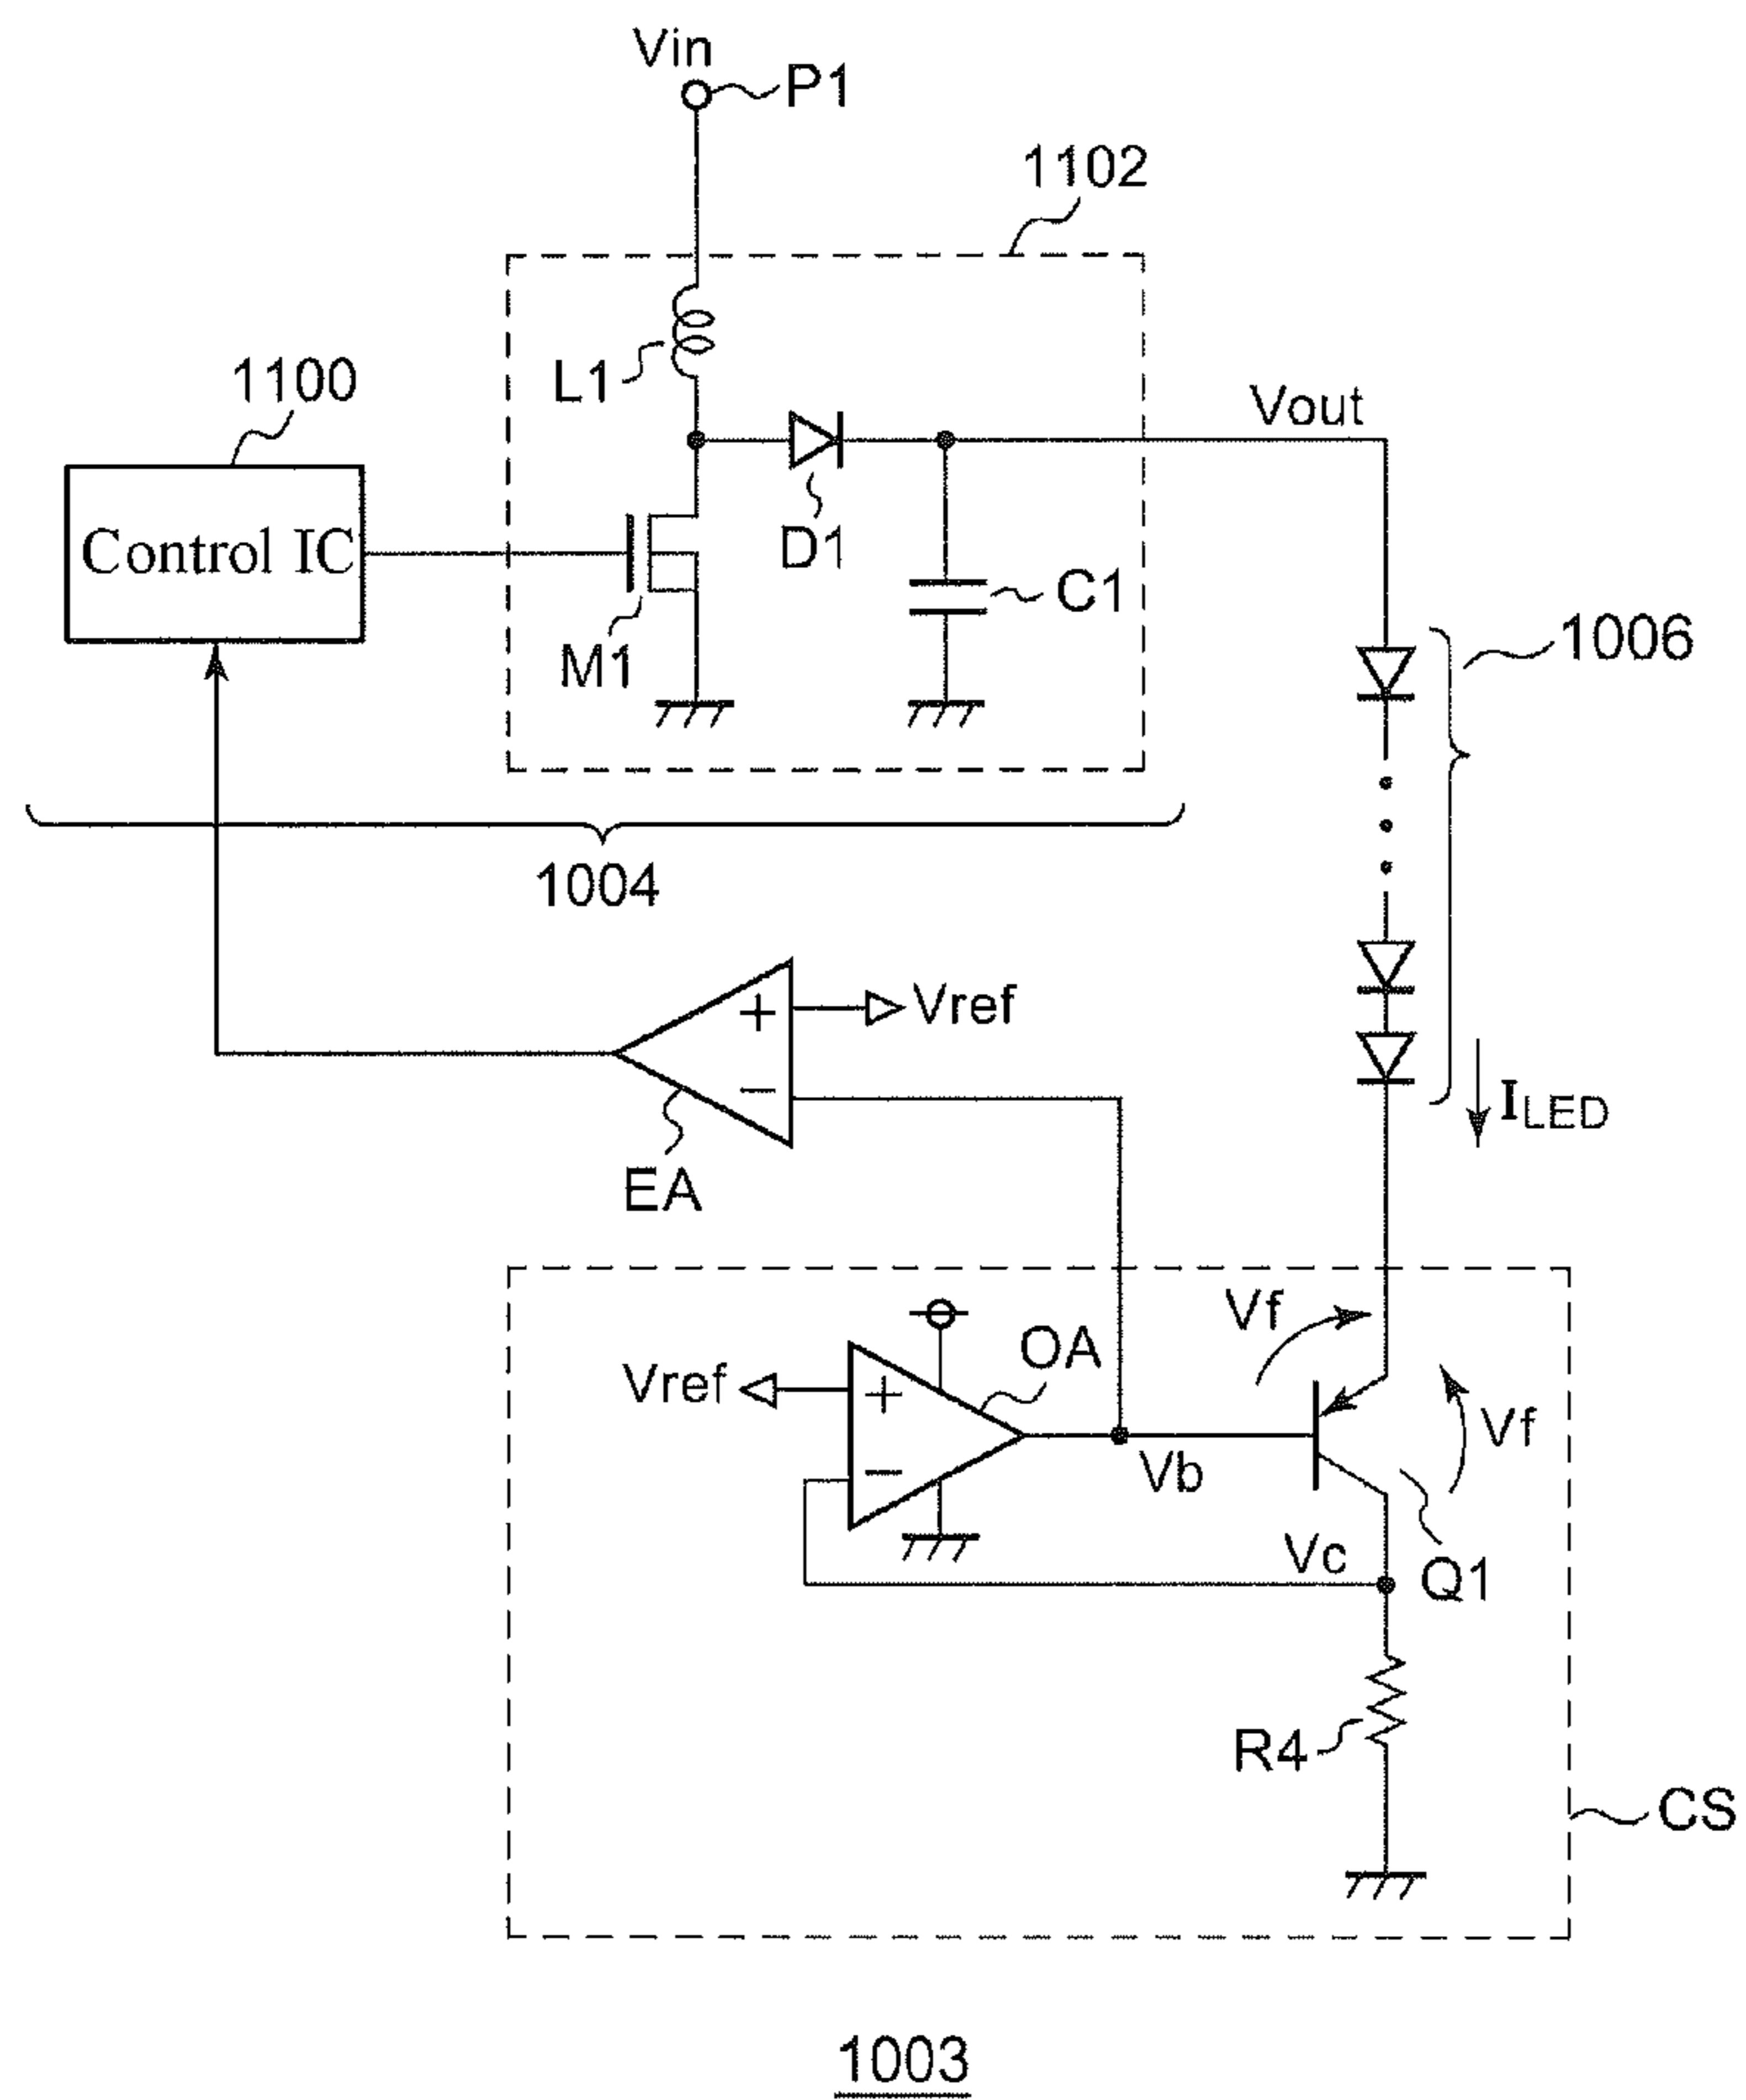 Vin
P1
1102
L1
1100
Vout
Control IC
D1
C1
M1
1006
1004
+
Vref
−
I_LED
EA
Vf
OA
Vref
+
Vf
−
Vb
Vc
Q1
R4
CS
1003